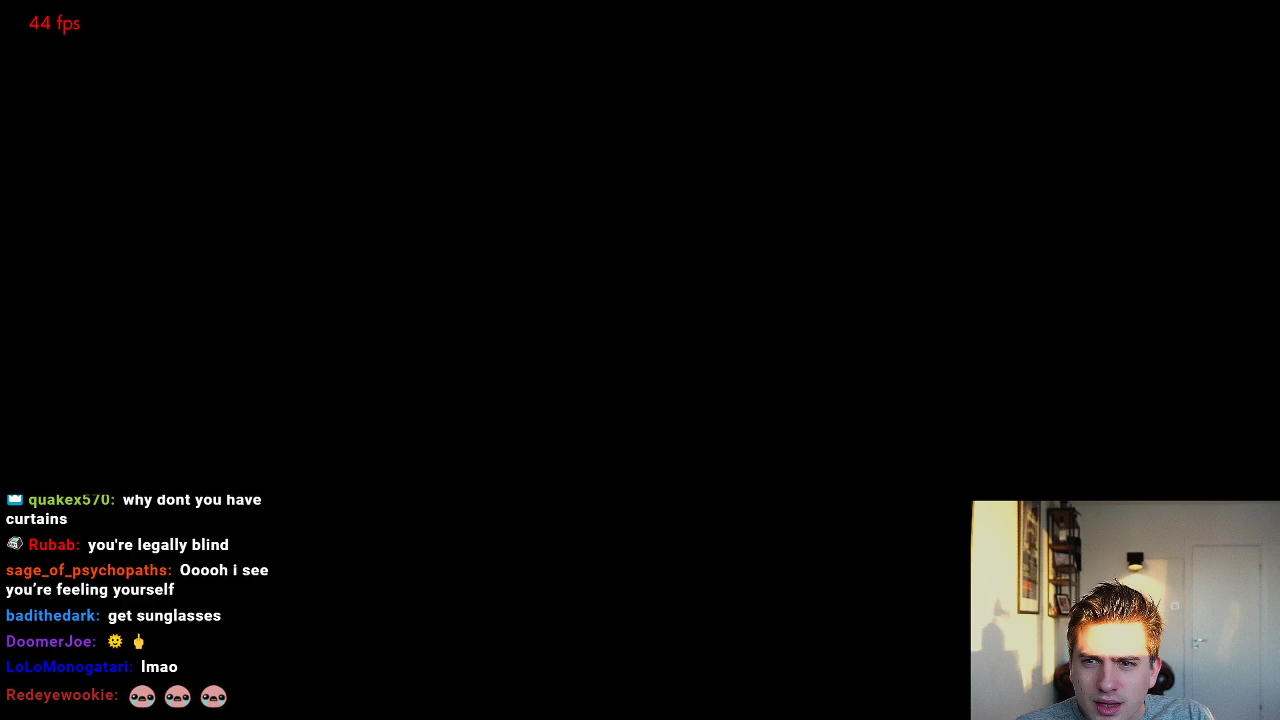 44 fps
quakex570: why dont you have
curtains
Rubab: you're legally blind
sage_of_psychopaths: Ooooh i see
you’re feeling yourself
badithedark: get sunglasses
DoomerJoe: 🌞 🖕
LoLoMonogatari: lmao
Redeyewookie: